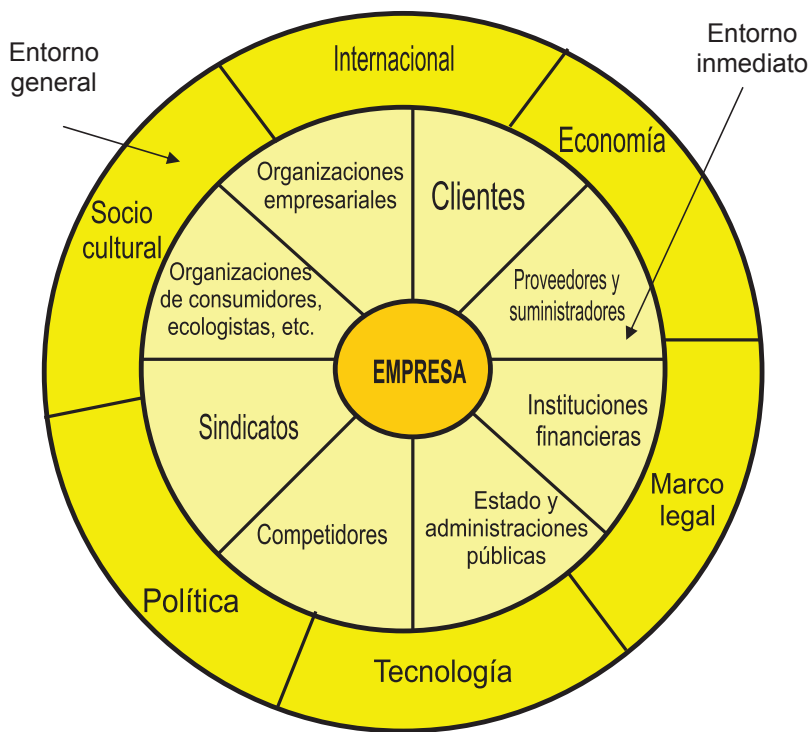 Entorno
general
Entorno
inmediato
Internacional
Economía
Marco
legal
Tecnología
Política
Socio
cultural
Organizaciones
empresariales
Clientes
Proveedores y
suministradores
Instituciones
financieras
Estado y
administraciones
públicas
Competidores
Sindicatos
Organizaciones
de consumidores,
ecologistas, etc.
EMPRESA